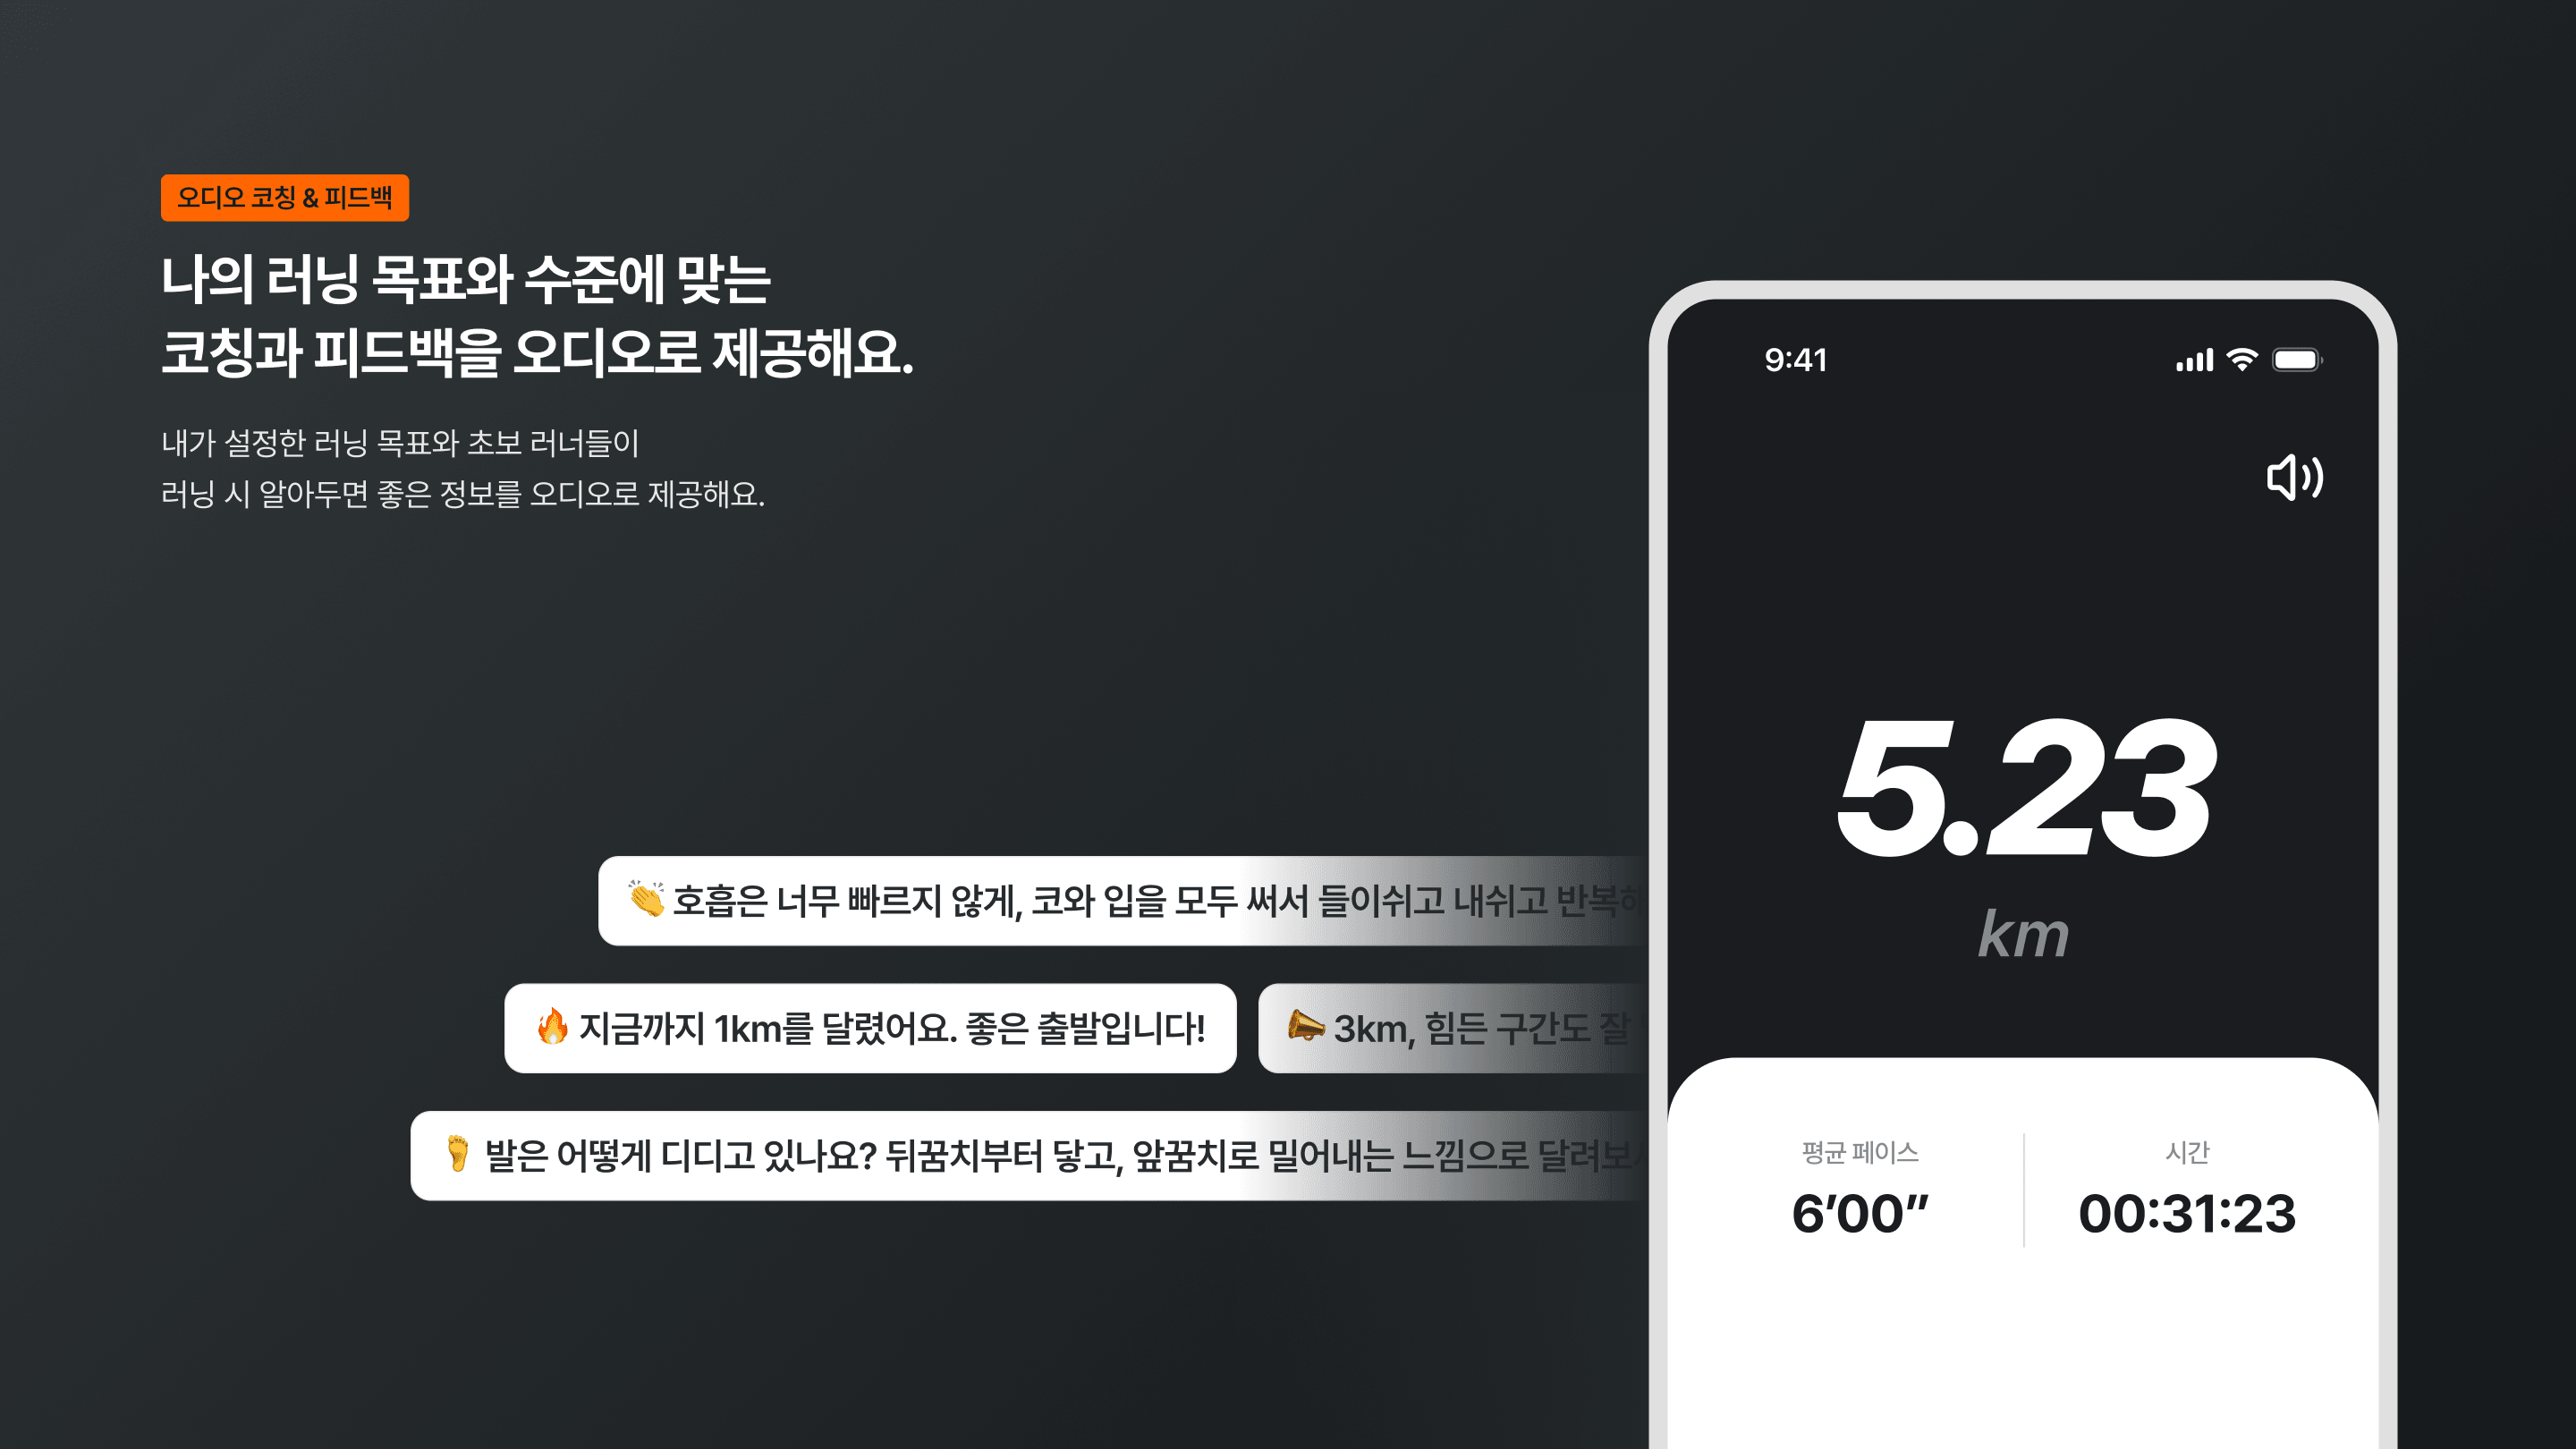 오디오 코칭 & 피드백
나의 러닝 목표와 수준에 맞는
코칭과 피드백을 오디오로 제공해요.
내가 설정한 러닝 목표와 초보 러너들이
러닝 시 알아두면 좋은 정보를 오디오로 제공해요.
👏 호흡은 너무 빠르지 않게, 코와 입을 모두 써서 들이쉬고 내쉬고 반복해
🔥 지금까지 1km를 달렸어요. 좋은 출발입니다!
📣 3km, 힘든 구간도 잘
🦶 발은 어떻게 디디고 있나요? 뒤꿈치부터 닿고, 앞꿈치로 밀어내는 느낌으로 달려보
9:41
5.23
km
평균 페이스
6’00”
시간
00:31:23